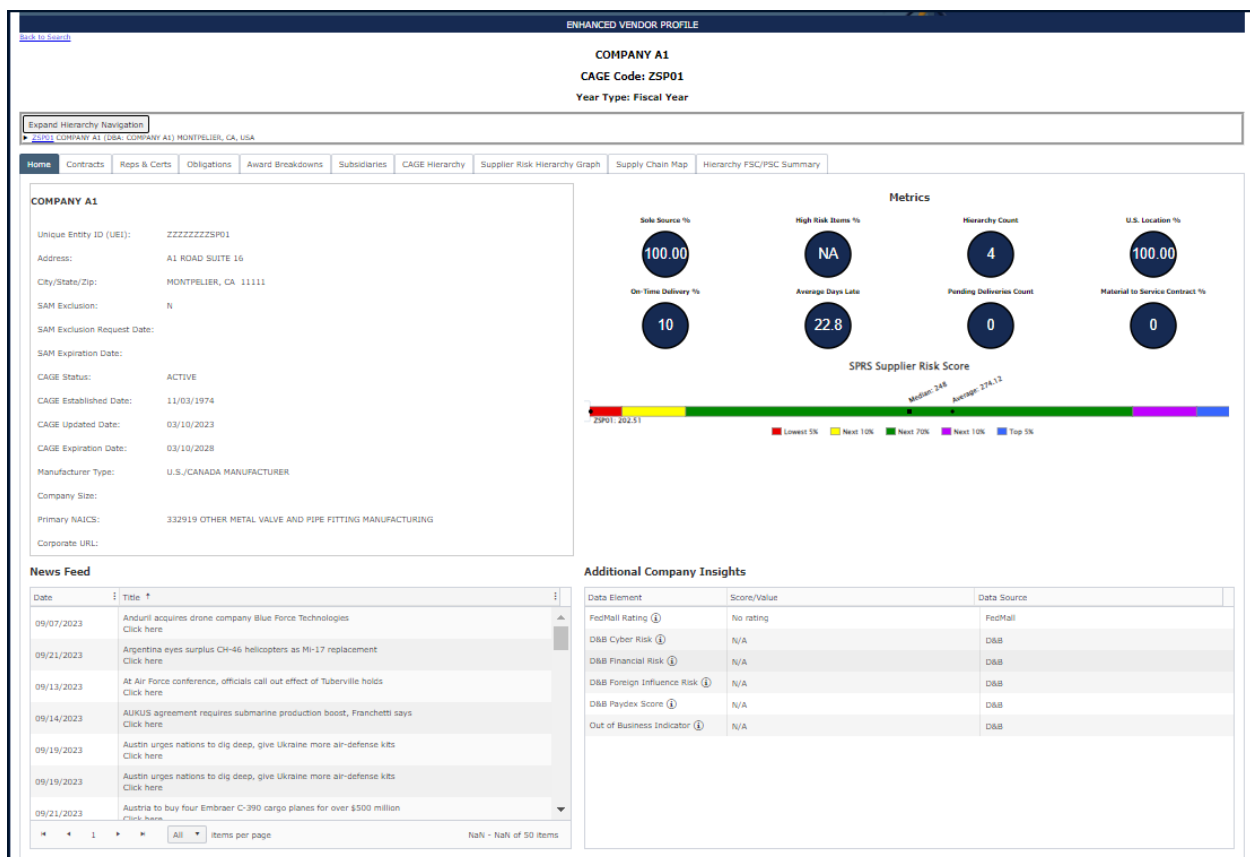 ENHANCED VENDOR PROFILE
Back to Search
COMPANY A1
CAGE Code: ZSP01
Year Type: Fiscal Year
Expand Hierarchy Navigation
ZSP01 COMPANY A1 (DBA: COMPANY A1) MONTPELIER, CA, USA
Home Contracts Reps & Certs Obligations Award Breakdowns Subsidiaries CAGE Hierarchy Supplier Risk Hierarchy Graph Supply Chain Map Hierarchy FSC/PSC Summary
COMPANY A1
Unique Entity ID (UEI): ZZZZZZZZSP01
Address: A1 ROAD SUITE 16
City/State/Zip: MONTPELIER, CA 11111
SAM Exclusion: N
SAM Exclusion Request Date:
SAM Expiration Date:
CAGE Status: ACTIVE
CAGE Established Date: 11/03/1974
CAGE Updated Date: 03/10/2023
CAGE Expiration Date: 03/10/2028
Manufacturer Type: U.S./CANADA MANUFACTURER
Company Size:
Primary NAICS: 332919 OTHER METAL VALVE AND PIPE FITTING MANUFACTURING
Corporate URL:
Metrics
Sole Source % High Risk Items % Hierarchy Count U.S. Location %
100.00 NA 4 100.00
On-Time Delivery % Average Days Late Pending Deliveries Count Material to Service Contract %
10 22.8 0 0
SPRS Supplier Risk Score
Median: 248 Average: 274.12
ZSP01: 202.51
Lowest 5% Next 10% Next 70% Next 10% Top 5%
News Feed
Date Title
09/07/2023 Anduril acquires drone company Blue Force Technologies
Click here
09/21/2023 Argentina eyes surplus CH-46 helicopters as Mi-17 replacement
Click here
09/13/2023 At Air Force conference, officials call out effect of Tuberville holds
Click here
09/14/2023 AUKUS agreement requires submarine production boost, Franchetti says
Click here
09/19/2023 Austin urges nations to dig deep, give Ukraine more air-defense kits
Click here
09/19/2023 Austin urges nations to dig deep, give Ukraine more air-defense kits
Click here
09/21/2023 Austria to buy four Embraer C-390 cargo planes for over $500 million
Click here
1 All items per page NaN - NaN of 50 items
Additional Company Insights
Data Element Score/Value Data Source
FedMall Rating No rating FedMall
D&B Cyber Risk N/A D&B
D&B Financial Risk N/A D&B
D&B Foreign Influence Risk N/A D&B
D&B Paydex Score N/A D&B
Out of Business Indicator N/A D&B